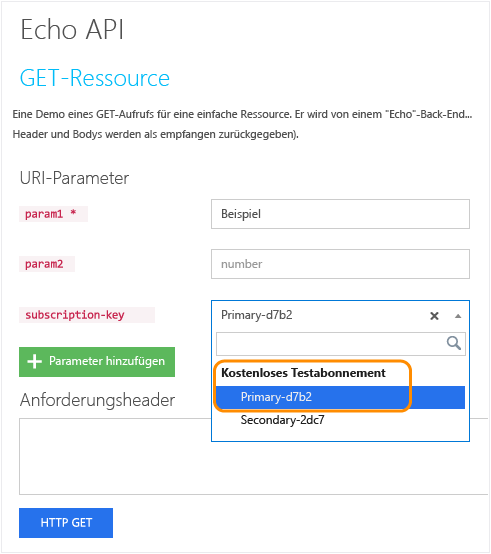 Echo API
GET-Ressource
Eine Demo eines GET-Aufrufs für eine einfache Ressource. Er wird von einem "Echo"-Back-End...
Header und Bodys werden als empfangen zurückgegeben).
URI-Parameter
param1 * Beispiel
param2 number
subscription-key Primary-d7b2
Parameter hinzufügen
Kostenloses Testabonnement
Primary-d7b2
Secondary-2dc7
Anforderungsheader
HTTP GET